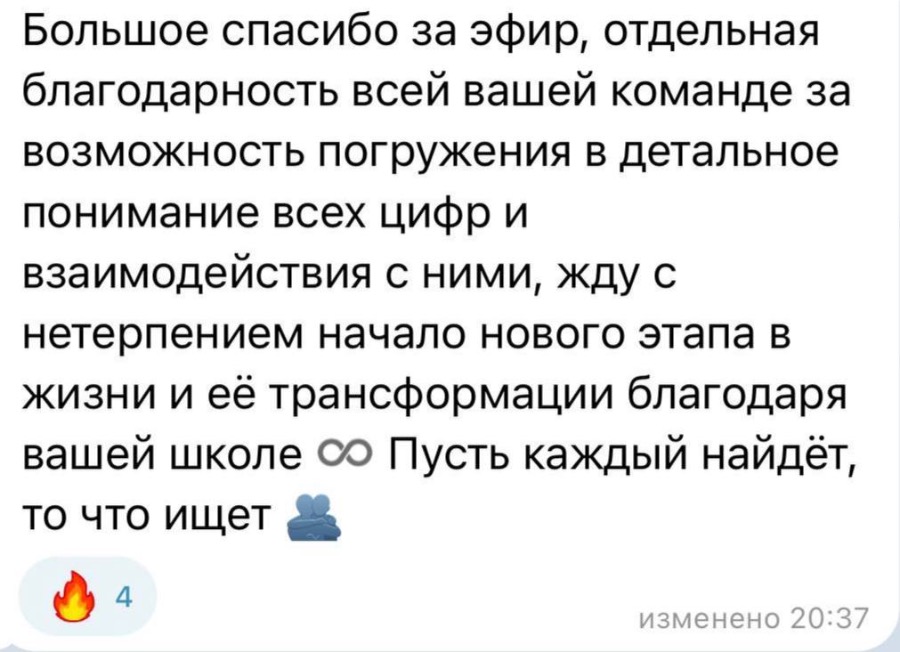 Большое спасибо за эфир, отдельная
благодарность всей вашей команде за
возможность погружения в детальное
понимание всех цифр и
взаимодействия с ними, жду с
нетерпением начало нового этапа в
жизни и её трансформации благодаря
вашей школе ♾ Пусть каждый найдёт,
то что ищет 🫂
🔥 4
изменено 20:37